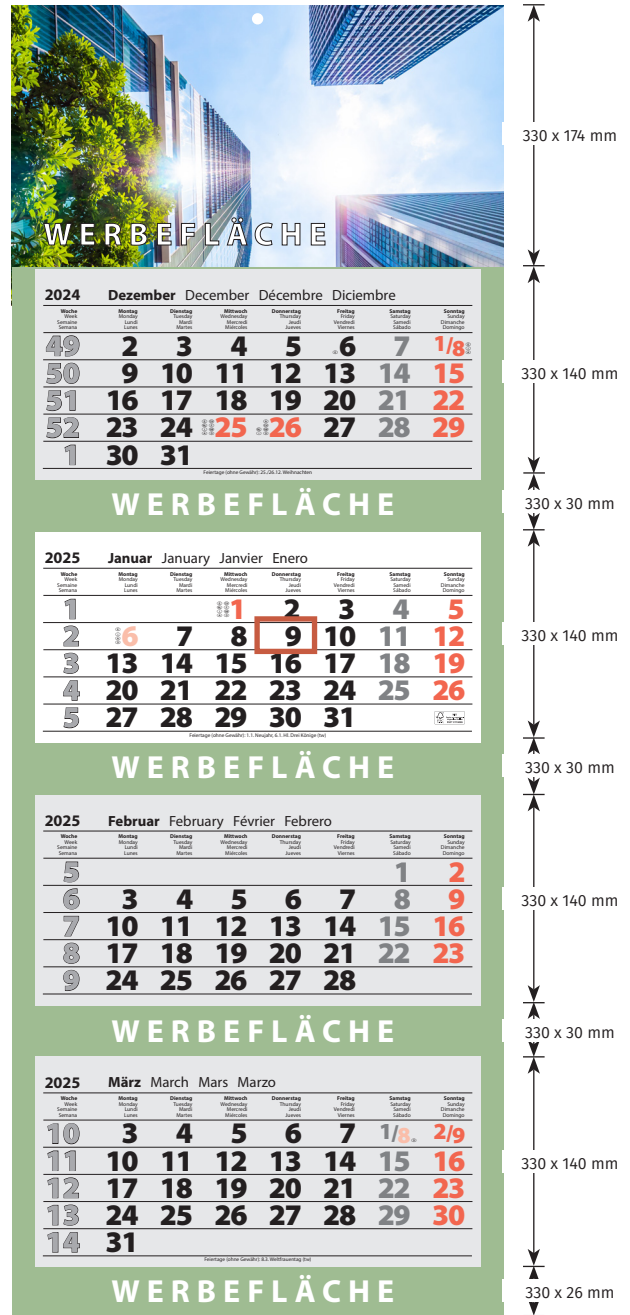 WERBEFLÄCHE
330 x 174 mm
2024 Dezember December Décembre Diciembre
Woche Montag Dienstag Mittwoch Donnerstag Freitag Samstag Sonntag
Week Monday Tuesday Wednesday Thursday Friday Saturday Sunday
Semaine Lundi Mardi Mercredi Jeudi Vendredi Samedi Dimanche
Semana Lunes Martes Miércoles Jueves Viernes Sábado Domingo
49 2 3 4 5 6 7 1/8
50 9 10 11 12 13 14 15
51 16 17 18 19 20 21 22
52 23 24 25 26 27 28 29
1 30 31
Feiertage (ohne Gewähr): 25./26.12. Weihnachten
330 x 140 mm
WERBEFLÄCHE
330 x 30 mm
2025 Januar January Janvier Enero
Woche Montag Dienstag Mittwoch Donnerstag Freitag Samstag Sonntag
Week Monday Tuesday Wednesday Thursday Friday Saturday Sunday
Semaine Lundi Mardi Mercredi Jeudi Vendredi Samedi Dimanche
Semana Lunes Martes Miércoles Jueves Viernes Sábado Domingo
1 1 2 3 4 5
2 6 7 8 9 10 11 12
3 13 14 15 16 17 18 19
4 20 21 22 23 24 25 26
5 27 28 29 30 31
Feiertage (ohne Gewähr): 1.1. Neujahr, 6.1. Hl. Drei Könige (tw)
330 x 140 mm
WERBEFLÄCHE
330 x 30 mm
2025 Februar February Février Febrero
Woche Montag Dienstag Mittwoch Donnerstag Freitag Samstag Sonntag
Week Monday Tuesday Wednesday Thursday Friday Saturday Sunday
Semaine Lundi Mardi Mercredi Jeudi Vendredi Samedi Dimanche
Semana Lunes Martes Miércoles Jueves Viernes Sábado Domingo
5 1 2
6 3 4 5 6 7 8 9
7 10 11 12 13 14 15 16
8 17 18 19 20 21 22 23
9 24 25 26 27 28
330 x 140 mm
WERBEFLÄCHE
330 x 30 mm
2025 März March Mars Marzo
Woche Montag Dienstag Mittwoch Donnerstag Freitag Samstag Sonntag
Week Monday Tuesday Wednesday Thursday Friday Saturday Sunday
Semaine Lundi Mardi Mercredi Jeudi Vendredi Samedi Dimanche
Semana Lunes Martes Miércoles Jueves Viernes Sábado Domingo
10 3 4 5 6 7 1/8 2/9
11 10 11 12 13 14 15 16
12 17 18 19 20 21 22 23
13 24 25 26 27 28 29 30
14 31
Feiertage (ohne Gewähr): 8.3. Weltfrauentag (tw)
330 x 140 mm
WERBEFLÄCHE
330 x 26 mm